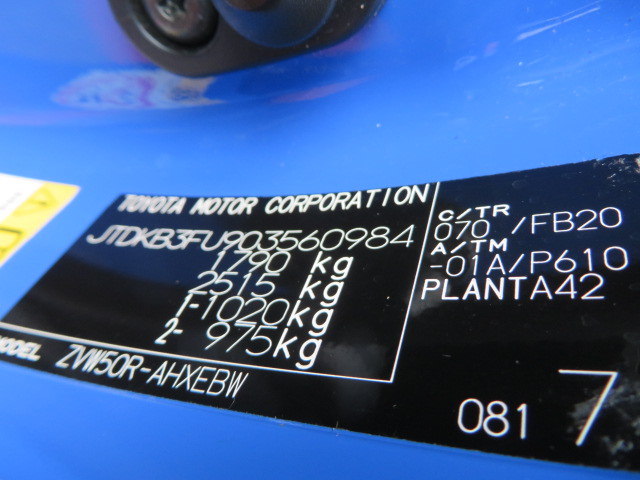 TOYOTA MOTOR CORPORATION
JTDKB3FU903560984
1790 kg
2515 kg
1-1020kg
2- 975kg
MODEL ZVW50R-AHXEBW
C/TR
070 /FB20
A/TM
-01A/P610
PLANTA42
081 7